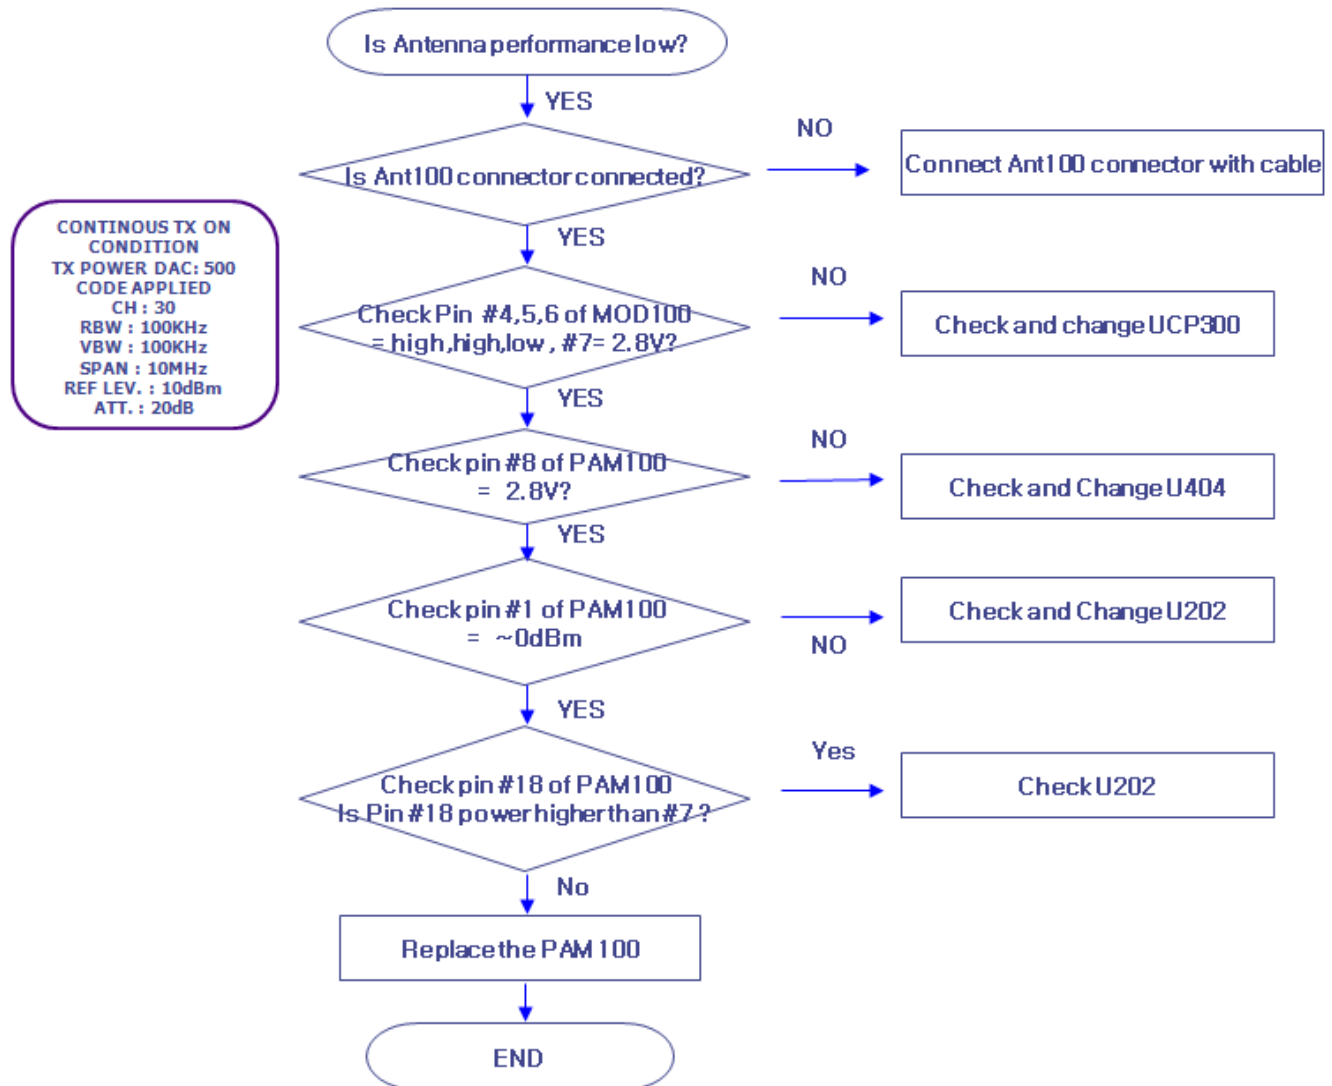 Is Antenna performance low?
YES
NO
Is Ant100 connector connected?
Connect Ant100 connector with cable
YES
CONTINOUS TX ON
CONDITION
TX POWER DAC: 500
CODE APPLIED
CH : 30
RBW : 100KHz
VBW : 100KHz
SPAN : 10MHz
REF LEV. : 10dBm
ATT. : 20dB
NO
Check Pin #4,5,6 of MOD100
= high,high,low , #7= 2.8V?
Check and change UCP300
YES
NO
Check pin #8 of PAM100
= 2.8V?
Check and Change U404
YES
Check pin #1 of PAM100
= ~0dBm
Check and Change U202
NO
YES
Yes
Check pin #18 of PAM100
Is Pin #18 power higher than #7 ?
Check U202
No
Replace the PAM 100
END